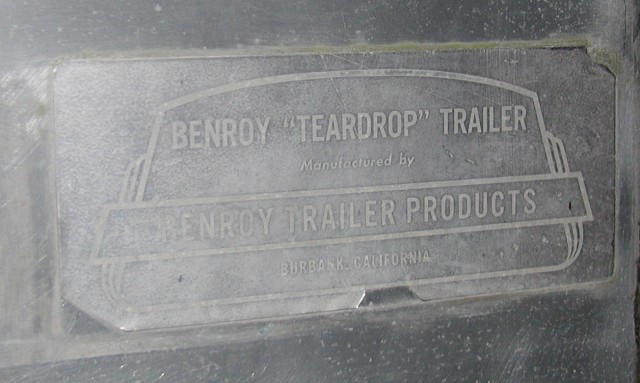 BENROY "TEARDROP" TRAILER
Manufactured by
BENROY TRAILER PRODUCTS
BURBANK, CALIFORNIA